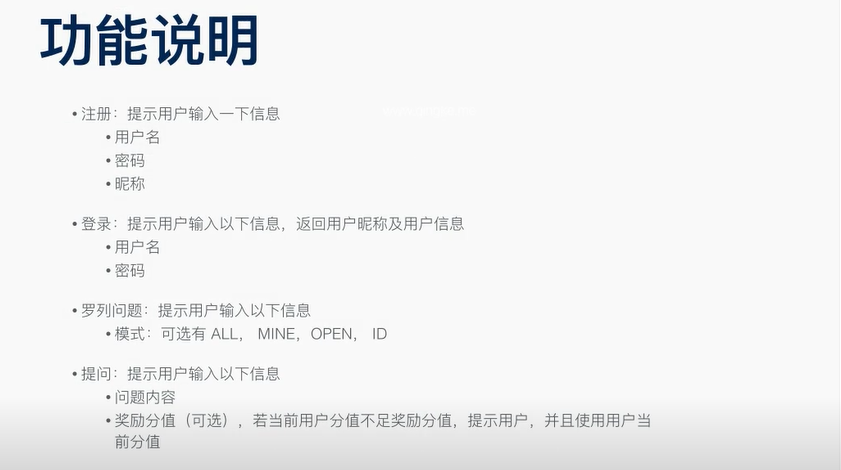 功能说明
• 注册：提示用户输入一下信息
• 用户名
• 密码
• 昵称
• 登录：提示用户输入以下信息，返回用户昵称及用户信息
• 用户名
• 密码
• 罗列问题：提示用户输入以下信息
• 模式：可选有 ALL， MINE，OPEN， ID
• 提问：提示用户输入以下信息
• 问题内容
• 奖励分值（可选），若当前用户分值不足奖励分值，提示用户，并且使用用户当
前分值